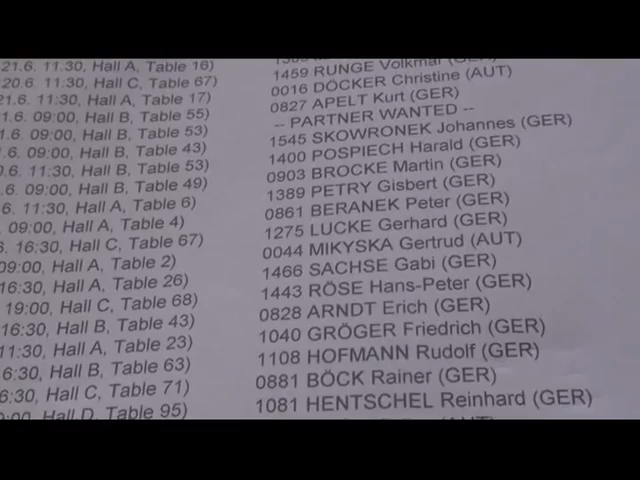 21.6. 11.30, Hall A, Table 16)
20.6. 11:30, Hall C, Table 67)
21.6. 11:30, Hall A, Table 17)
.6. 09:00, Hall B, Table 55)
.6. 09:00, Hall B, Table 53)
.6. 09:00, Hall B, Table 43)
.6. 11:30, Hall B, Table 53)
.6. 09:00, Hall B, Table 49)
6. 11:30, Hall A, Table 6)
09:00, Hall A, Table 4)
. 16:30, Hall C, Table 67)
09:00, Hall A, Table 2)
16:30, Hall A, Table 26)
19:00, Hall C, Table 68)
16:30, Hall B, Table 43)
11:30, Hall A, Table 23)
6:30, Hall B, Table 63)
6:30, Hall C, Table 71)
:00, Hall D, Table 95)
1459 RUNGE Volkmar (GER)
0016 DÖCKER Christine (AUT)
0827 APELT Kurt (GER)
-- PARTNER WANTED --
1545 SKOWRONEK Johannes (GER)
1400 POSPIECH Harald (GER)
0903 BROCKE Martin (GER)
1389 PETRY Gisbert (GER)
0861 BERANEK Peter (GER)
1275 LUCKE Gerhard (GER)
0044 MIKYSKA Gertrud (AUT)
1466 SACHSE Gabi (GER)
1443 RÖSE Hans-Peter (GER)
0828 ARNDT Erich (GER)
1040 GRÖGER Friedrich (GER)
1108 HOFMANN Rudolf (GER)
0881 BÖCK Rainer (GER)
1081 HENTSCHEL Reinhard (GER)